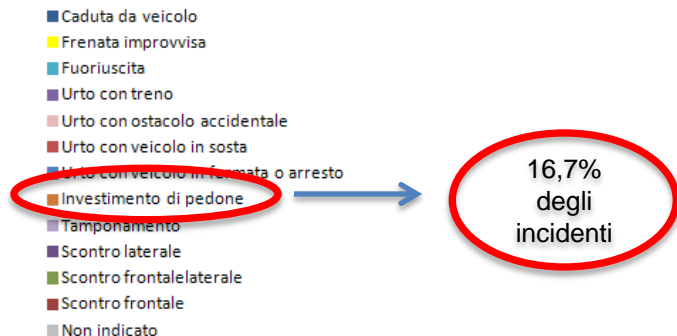 Caduta da veicolo
Frenata improvvisa
Fuoriuscita
Urto con treno
Urto con ostacolo accidentale
Urto con veicolo in sosta
Urto con veicolo in fermata o arresto
Investimento di pedone
Tamponamento
Scontro laterale
Scontro frontalelaterale
Scontro frontale
Non indicato
16,7%
degli
incidenti